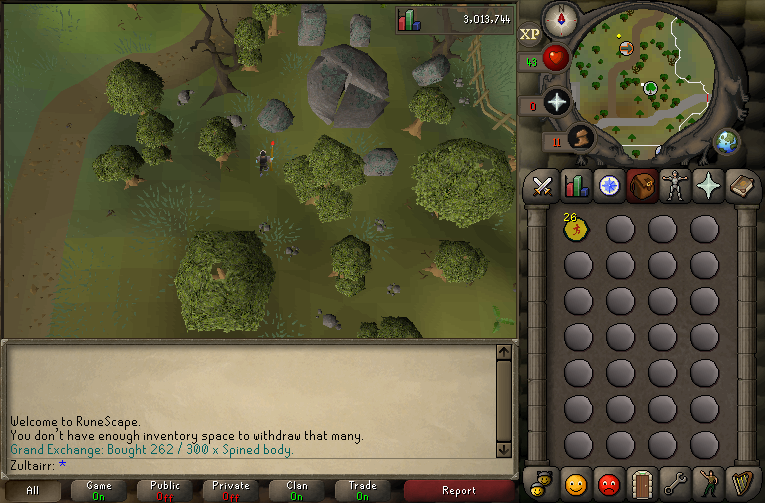 3,013,744
XP
43
0
11
26
Welcome to RuneScape.
You don't have enough inventory space to withdraw that many.
Grand Exchange: Bought 262 / 300 x Spined body.
Zultairr: *
All
Game
On
Public
Off
Private
Off
Clan
On
Trade
On
Report